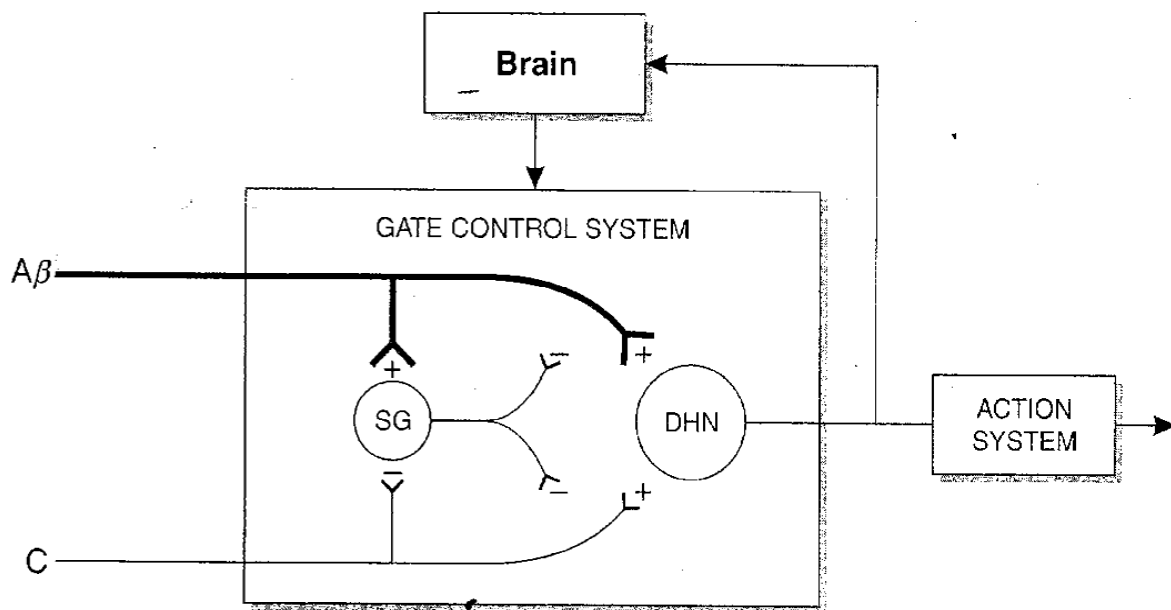 Brain
GATE CONTROL SYSTEM
Aβ
+
−
+
SG
DHN
ACTION
SYSTEM
−
−
+
C